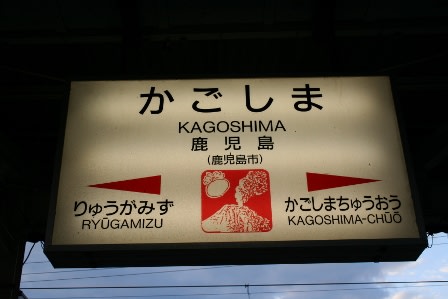 かごしま
KAGOSHIMA
鹿児島
(鹿児島市)
りゅうがみず
RYŪGAMIZU
かごしまちゅうおう
KAGOSHIMA-CHŪŌ